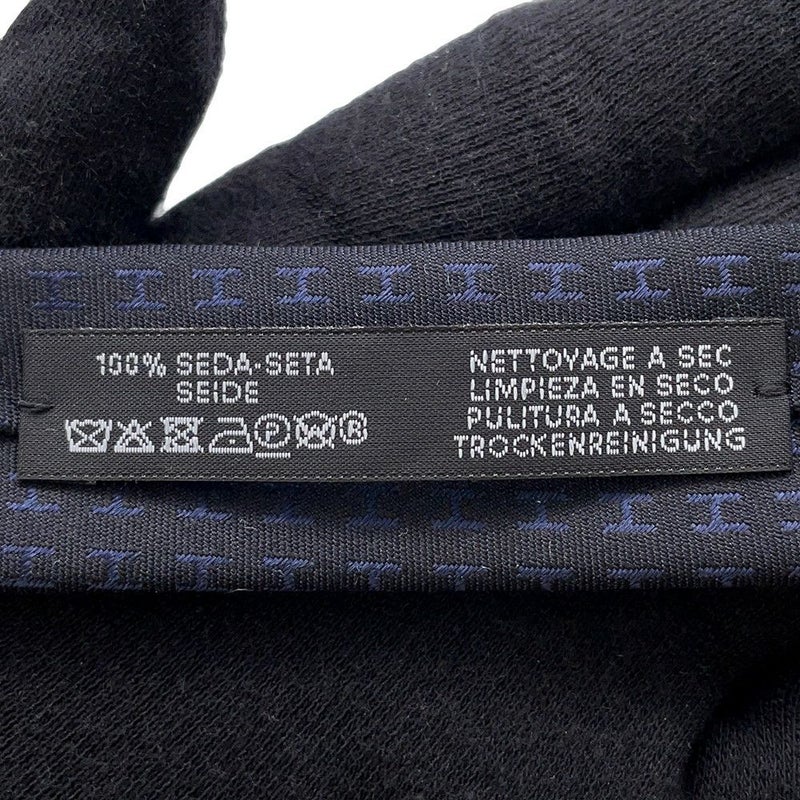 100% SEDA-SETA
SEIDE
P W R
NETTOYAGE A SEC
LIMPIEZA EN SECO
PULITURA A SECCO
TROCKENREINIGUNG